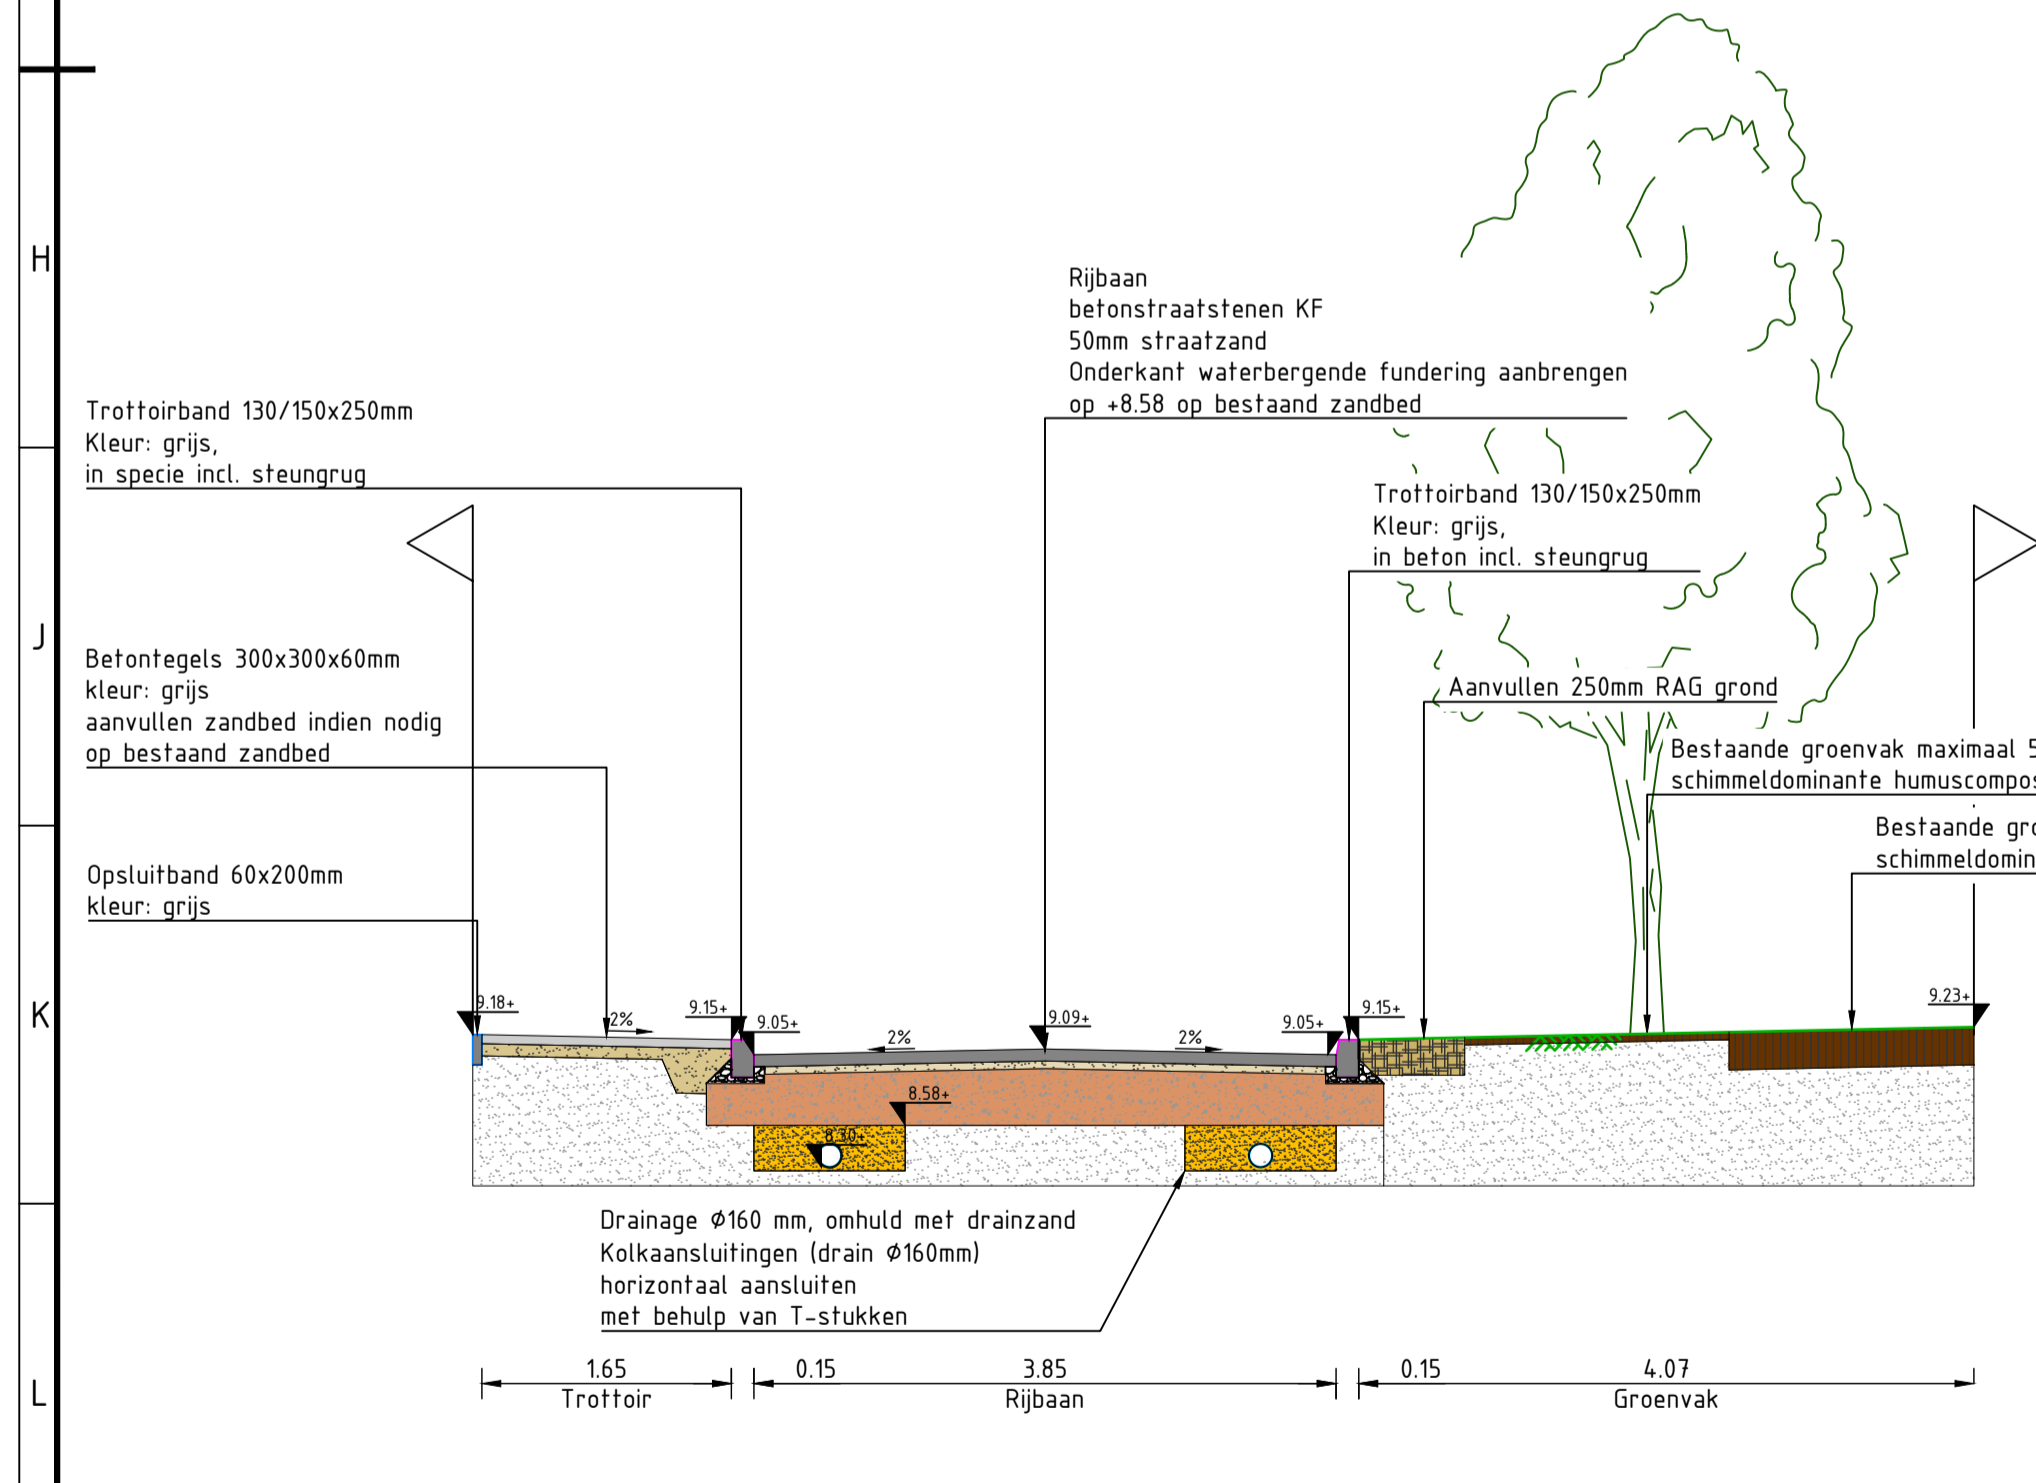 H
Rijbaan
betonstraatstenen KF
50mm straatzand
Onderkant waterbergende fundering aanbrengen
op +8.58 op bestaand zandbed
Trottoirband 130/150x250mm
Kleur: grijs,
in specie incl. steungrug
Trottoirband 130/150x250mm
Kleur: grijs,
in beton incl. steungrug
J
Betontegels 300x300x60mm
kleur: grijs
aanvullen zandbed indien nodig
op bestaand zandbed
Aanvullen 250mm RAG grond
Bestaande groenvak maximaal 5
schimmeldominante humuscompos
Bestaande gro
schimmeldomin
Opsluitband 60x200mm
kleur: grijs
K
9.18+
2%
9.15+
9.05+
2%
9.09+
2%
9.05+
9.15+
9.23+
8.58+
8.30+
Drainage Ø160 mm, omhuld met drainzand
Kolkaansluitingen (drain Ø160mm)
horizontaal aansluiten
met behulp van T-stukken
L
1.65
0.15
3.85
0.15
4.07
Trottoir
Rijbaan
Groenvak